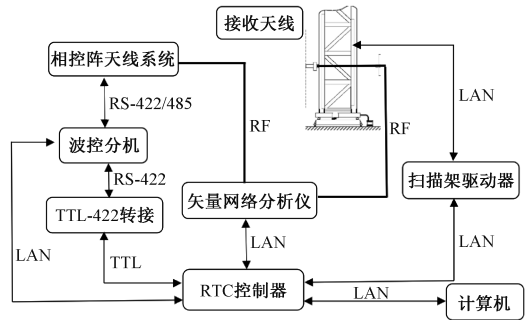 接收天线
相控阵天线系统
RS-422/485
RF
RF
LAN
波控分机
RS-422
TTL-422转接
矢量网络分析仪
扫描架驱动器
LAN
TTL
LAN
LAN
RTC控制器
LAN
计算机